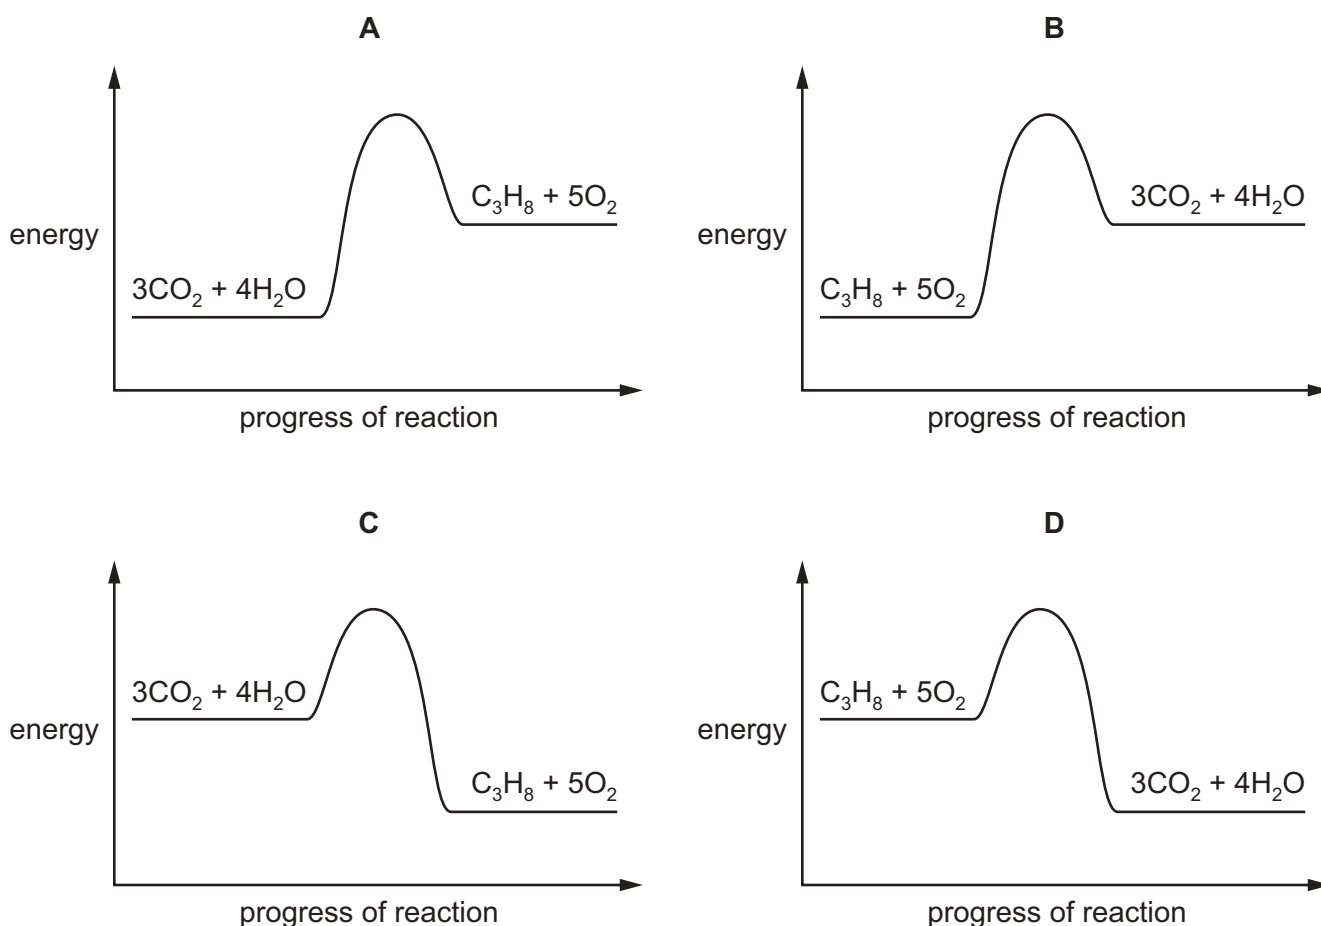 A
energy
3CO₂ + 4H₂O
C₃H₈ + 5O₂
progress of reaction
B
energy
C₃H₈ + 5O₂
3CO₂ + 4H₂O
progress of reaction
C
energy
3CO₂ + 4H₂O
C₃H₈ + 5O₂
progress of reaction
D
energy
C₃H₈ + 5O₂
3CO₂ + 4H₂O
progress of reaction